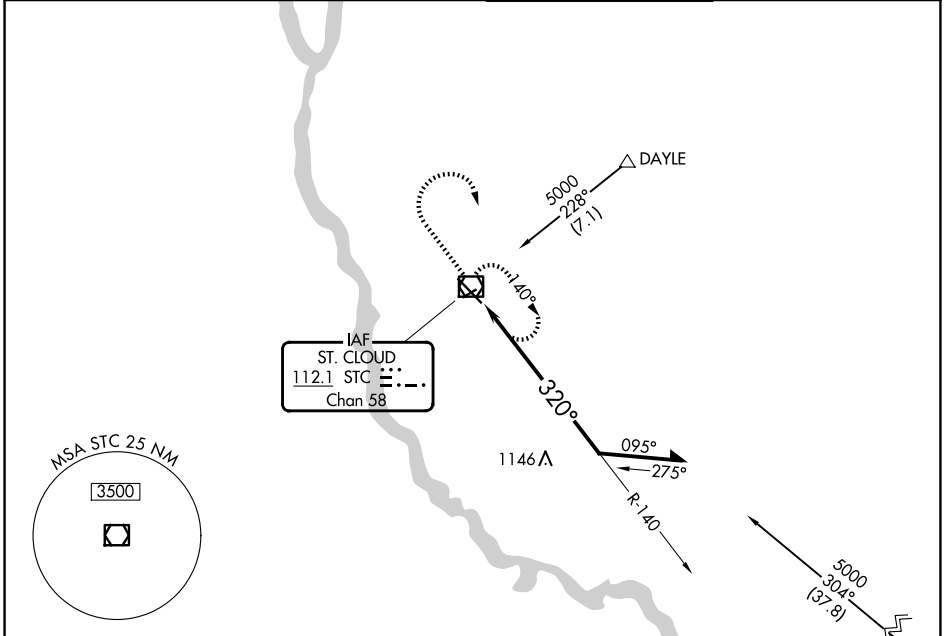 DAYLE
5000
228°
(7.1)
140°
IAF
ST. CLOUD
112.1 STC
Chan 58
320°
MSA STC 25 NM
3500
1146
095°
275°
R-140
5000
304°
(37.8)